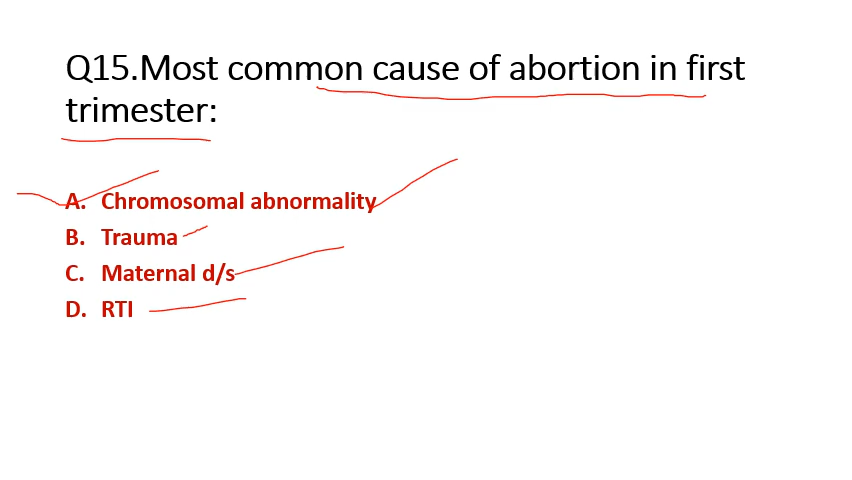 Q15.Most common cause of abortion in first
trimester:
A. Chromosomal abnormality
B. Trauma
C. Maternal d/s
D. RTI